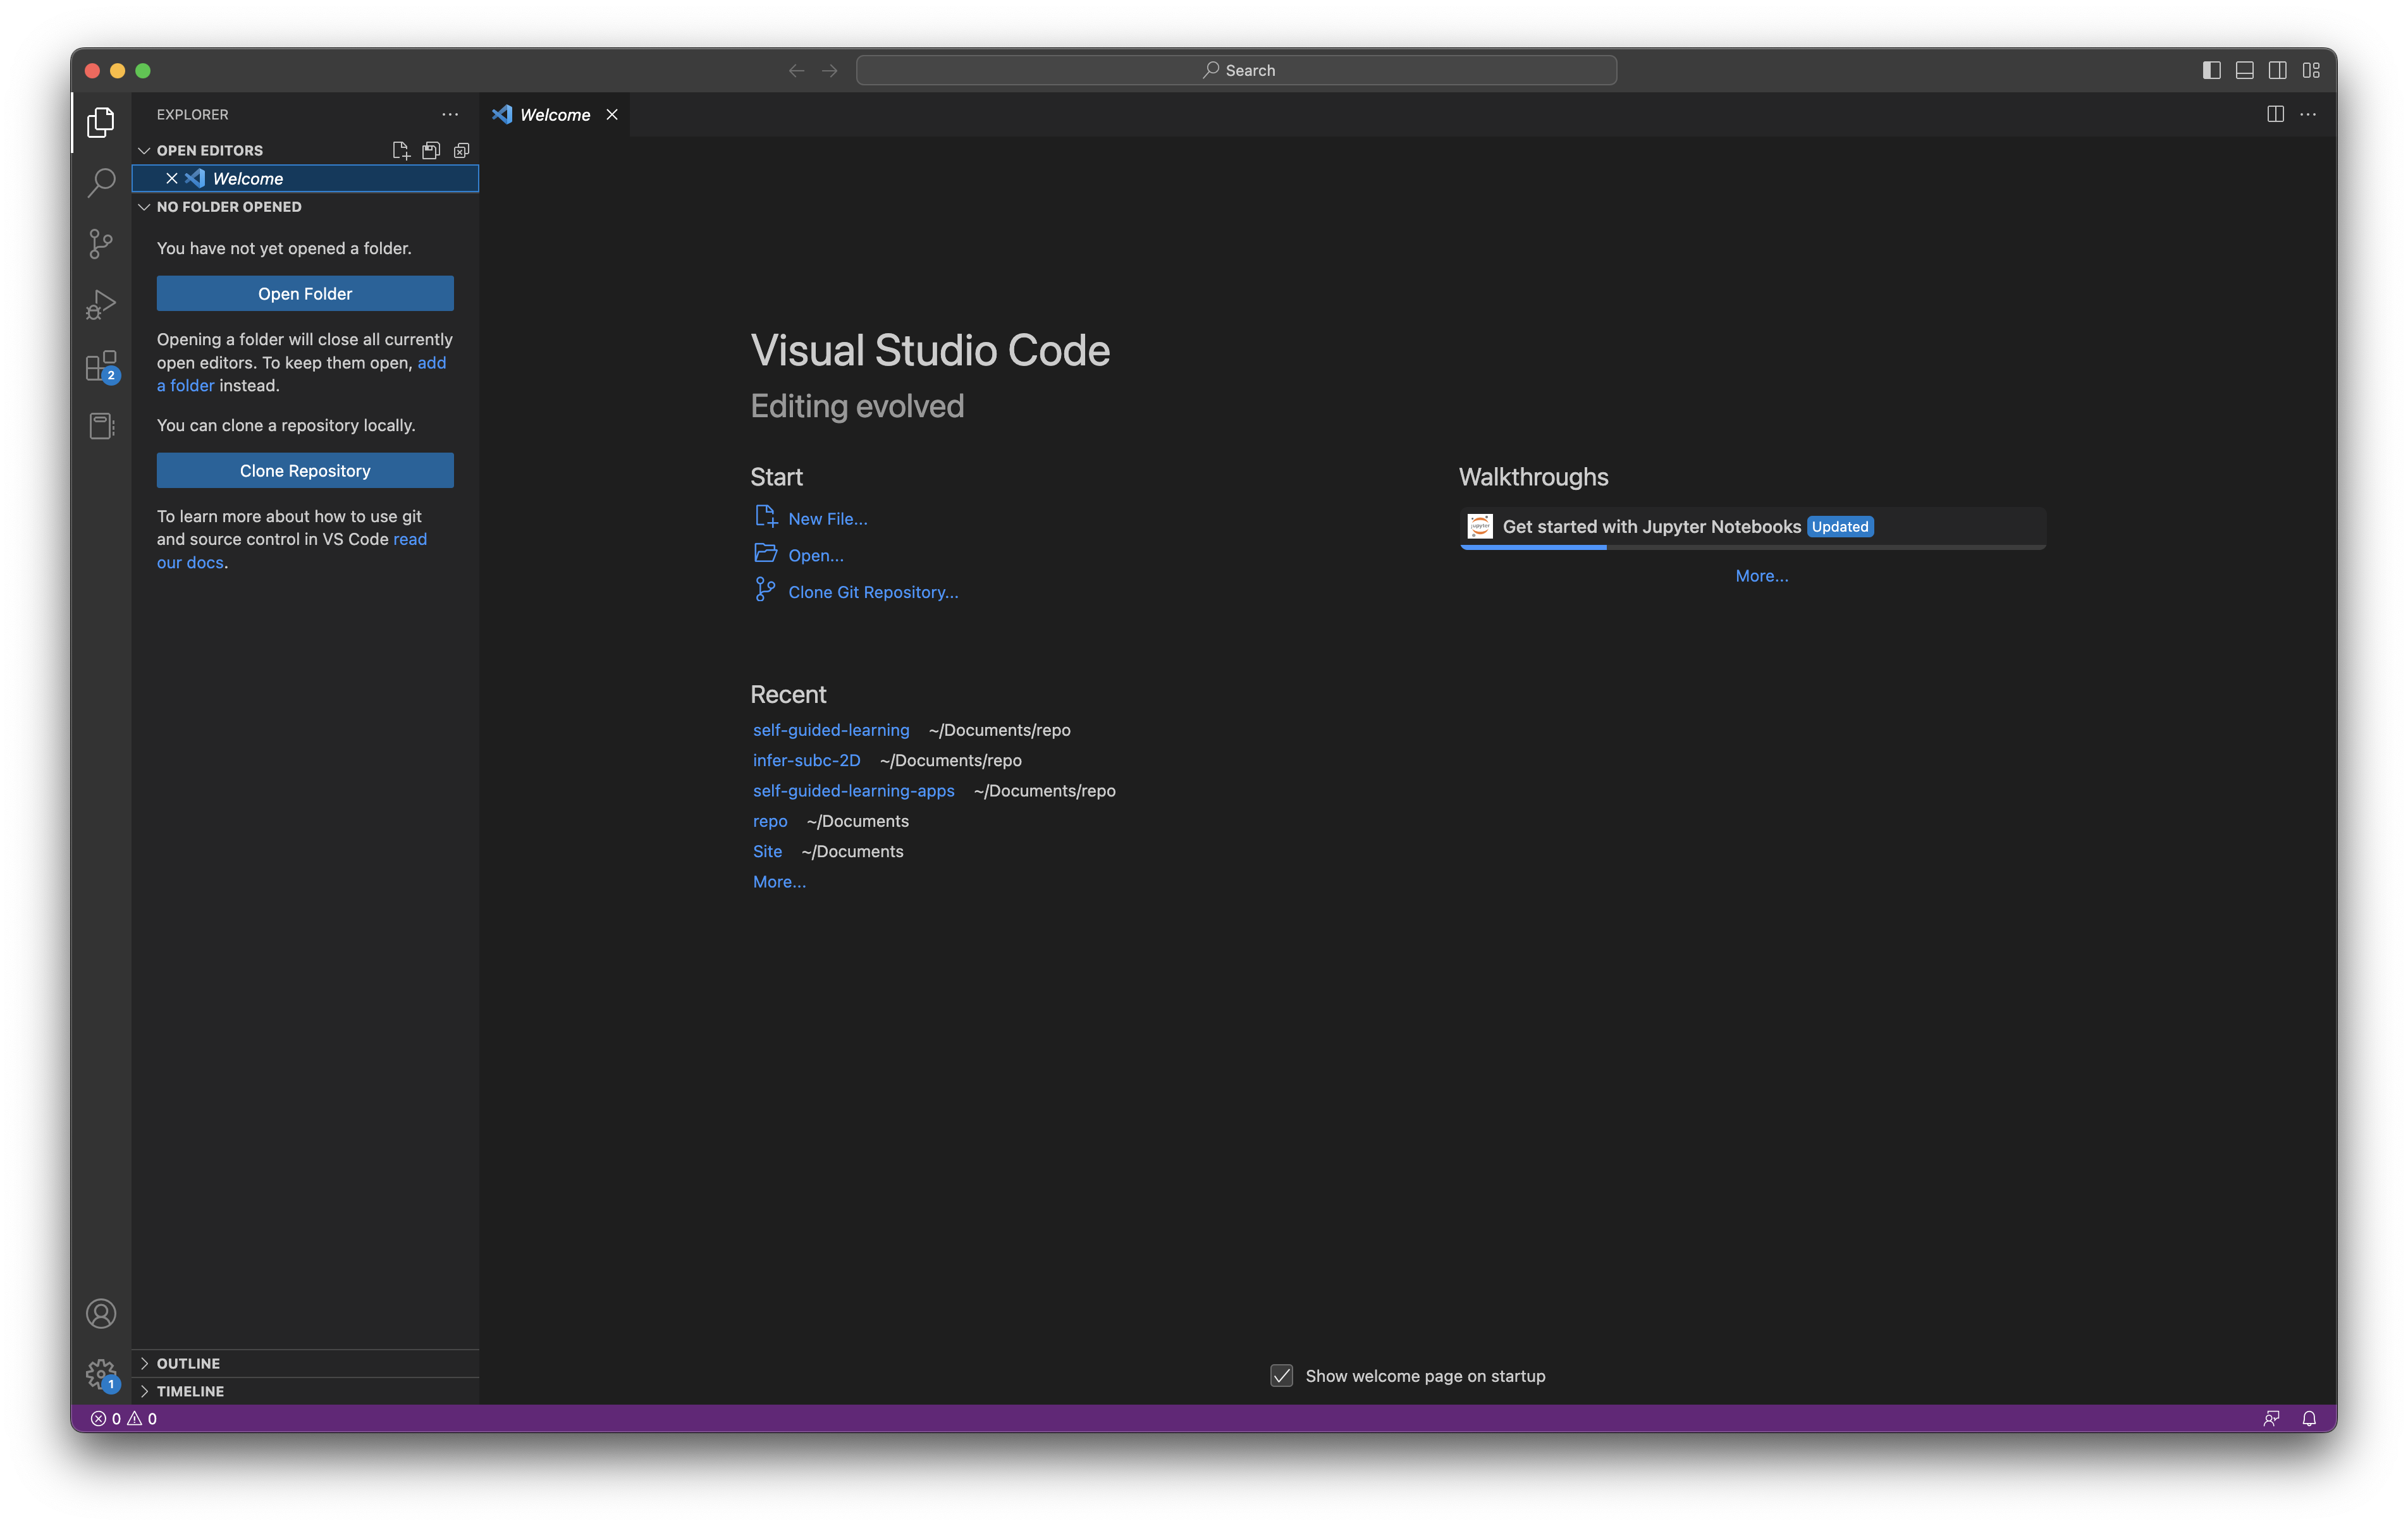 Search
EXPLORER
Welcome
OPEN EDITORS
Welcome
NO FOLDER OPENED
You have not yet opened a folder.
Open Folder
Opening a folder will close all currently
open editors. To keep them open, add
a folder instead.
You can clone a repository locally.
Clone Repository
To learn more about how to use git
and source control in VS Code read
our docs.
2
Visual Studio Code
Editing evolved
Start
New File...
Open...
Clone Git Repository...
Walkthroughs
jupyter
Get started with Jupyter Notebooks Updated
More...
Recent
self-guided-learning ~/Documents/repo
infer-subc-2D ~/Documents/repo
self-guided-learning-apps ~/Documents/repo
repo ~/Documents
Site ~/Documents
More...
Show welcome page on startup
OUTLINE
TIMELINE
1
0 0